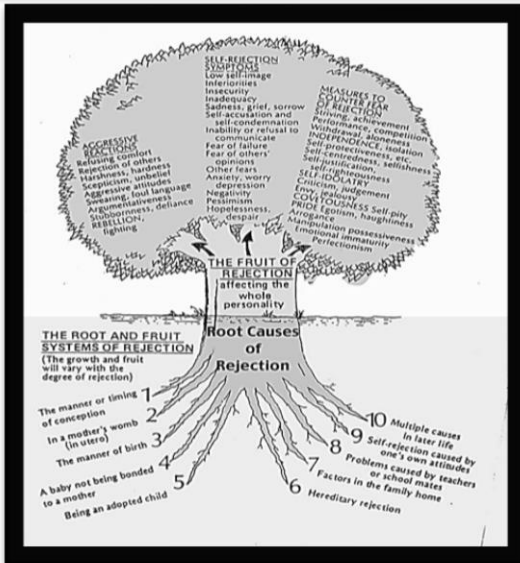 AGGRESSIVE
REACTIONS
Refusing comfort
Rejection of others
Harshness, hardness
Scepticism, unbelief
Aggressive attitudes
Swearing, foul language
Argumentativeness
Stubbornness, defiance
REBELLION,
fighting
SELF-REJECTION
SYMPTOMS
Low self-image
Inferiorities
Insecurity
Inadequacy
Sadness, grief, sorrow
Self-accusation and
self-condemnation
Inability or refusal to
communicate
Fear of failure
Fear of others'
opinions
Other fears
Anxiety, worry
depression
Negativity
Pessimism
Hopelessness,
despair
MEASURES TO
COUNTER FEAR
OF REJECTION
Striving, achievement
Performance, competition
Withdrawal, aloneness
INDEPENDENCE, isolation
Self-protectiveness, etc.
Self-centredness, selfishness
Self-justification,
self-righteousness
SELF-IDOLATRY
Criticism, judgement
Envy, jealousy
COVETOUSNESS Self-pity
PRIDE Egotism, haughtiness
Arrogance
Manipulation possessiveness
Emotional immaturity
Perfectionism
THE FRUIT OF
REJECTION
affecting the
whole
personality
THE ROOT AND FRUIT
SYSTEMS OF REJECTION
(The growth and fruit
will vary with the
degree of rejection)
Root Causes
of
Rejection
The manner or timing 1
of conception
In a mother's womb 2
(in utero)
The manner of birth 3
A baby not being bonded 4
to a mother
Being an adopted child 5
6 Hereditary rejection
7 Factors in the family home
8 Problems caused by teachers
or school mates
9 Self-rejection caused by
one's own attitudes
10 Multiple causes
in later life